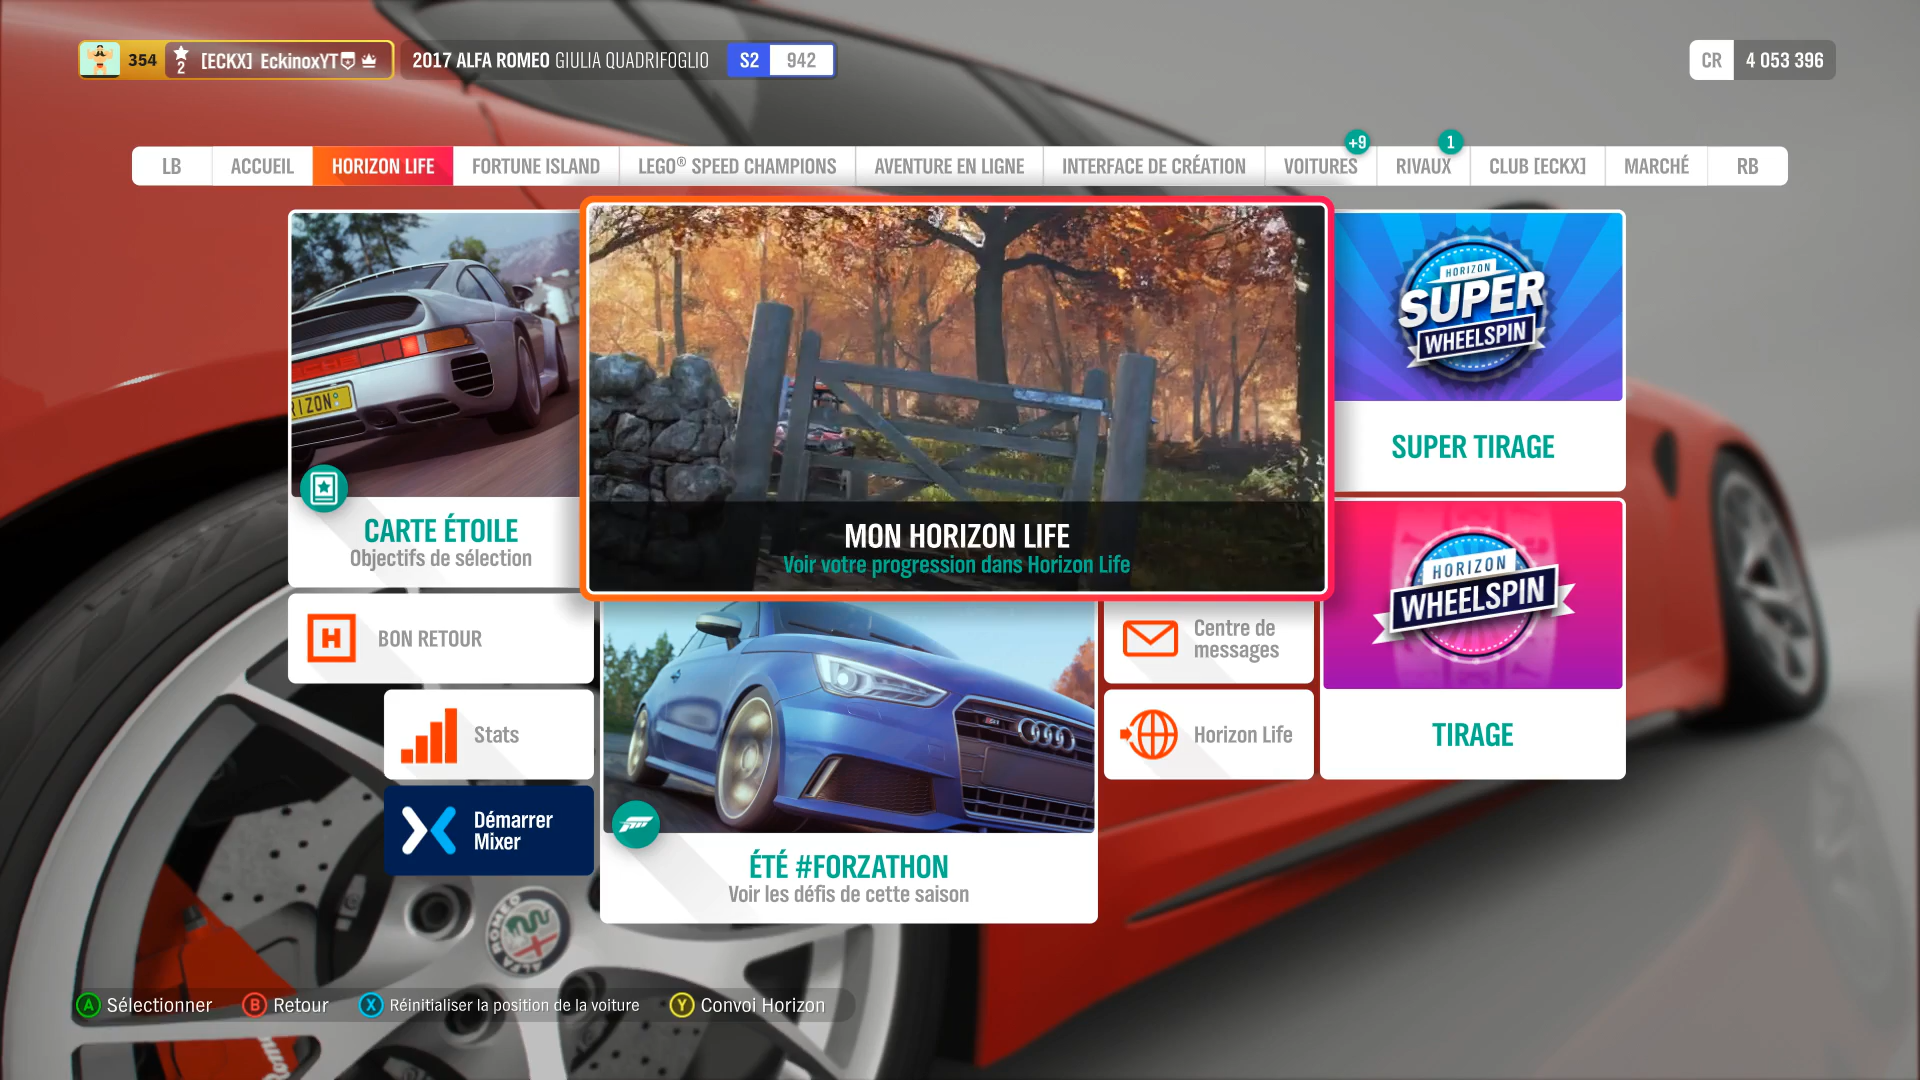 354 2 [ECKX] EckinoxYT 2017 ALFA ROMEO GIULIA QUADRIFOGLIO S2 942 CR 4 053 396
+9 1
LB ACCUEIL HORIZON LIFE FORTUNE ISLAND LEGO® SPEED CHAMPIONS AVENTURE EN LIGNE INTERFACE DE CRÉATION VOITURES RIVAUX CLUB [ECKX] MARCHÉ RB
RIZON
CARTE ÉTOILE
Objectifs de sélection
MON HORIZON LIFE
Voir votre progression dans Horizon Life
HORIZON
SUPER
WHEELSPIN
SUPER TIRAGE
H BON RETOUR
Stats
Démarrer
Mixer
ÉTÉ #FORZATHON
Voir les défis de cette saison
Centre de
messages
Horizon Life
HORIZON
WHEELSPIN
TIRAGE
ALFA ROMEO
A Sélectionner B Retour X Réinitialiser la position de la voiture Y Convoi Horizon